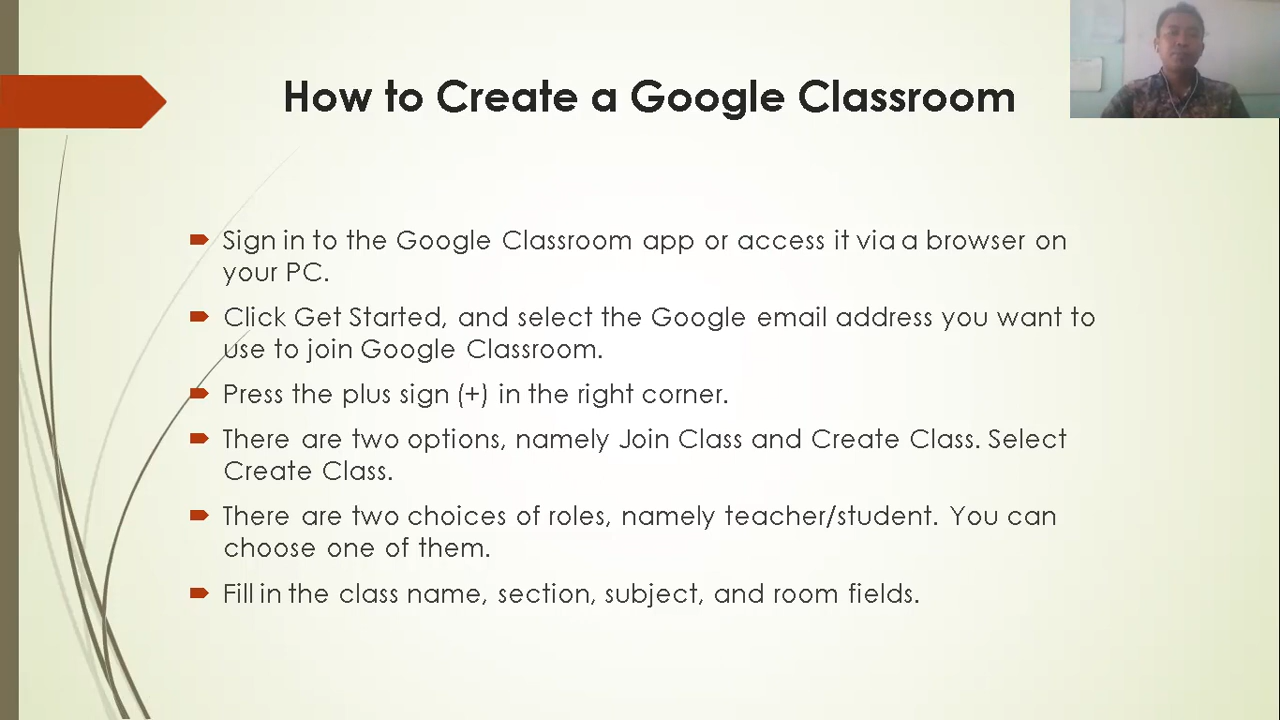 How to Create a Google Classroom
Sign in to the Google Classroom app or access it via a browser on
your PC.
Click Get Started, and select the Google email address you want to
use to join Google Classroom.
Press the plus sign (+) in the right corner.
There are two options, namely Join Class and Create Class. Select
Create Class.
There are two choices of roles, namely teacher/student. You can
choose one of them.
Fill in the class name, section, subject, and room fields.